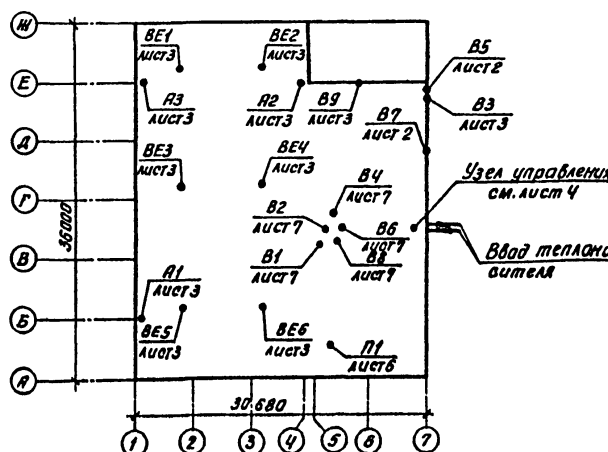 Ж
ВЕ1
лист3
ВЕ2
лист3
В5
лист2
Е
А3
лист3
А2
лист3
В9
лист3
В3
лист3
В7
лист2
Д
ВЕ3
лист3
ВЕ4
лист3
Узел управления
см. лист 4
Г
В4
лист7
В2
лист7
В6
лист7
36000
В1
лист7
В8
лист7
Ввод теплоно-
сителя
В
А1
лист3
Б
ВЕ5
лист3
ВЕ6
лист3
П1
лист6
А
30.680
1
2
3
4
5
6
7